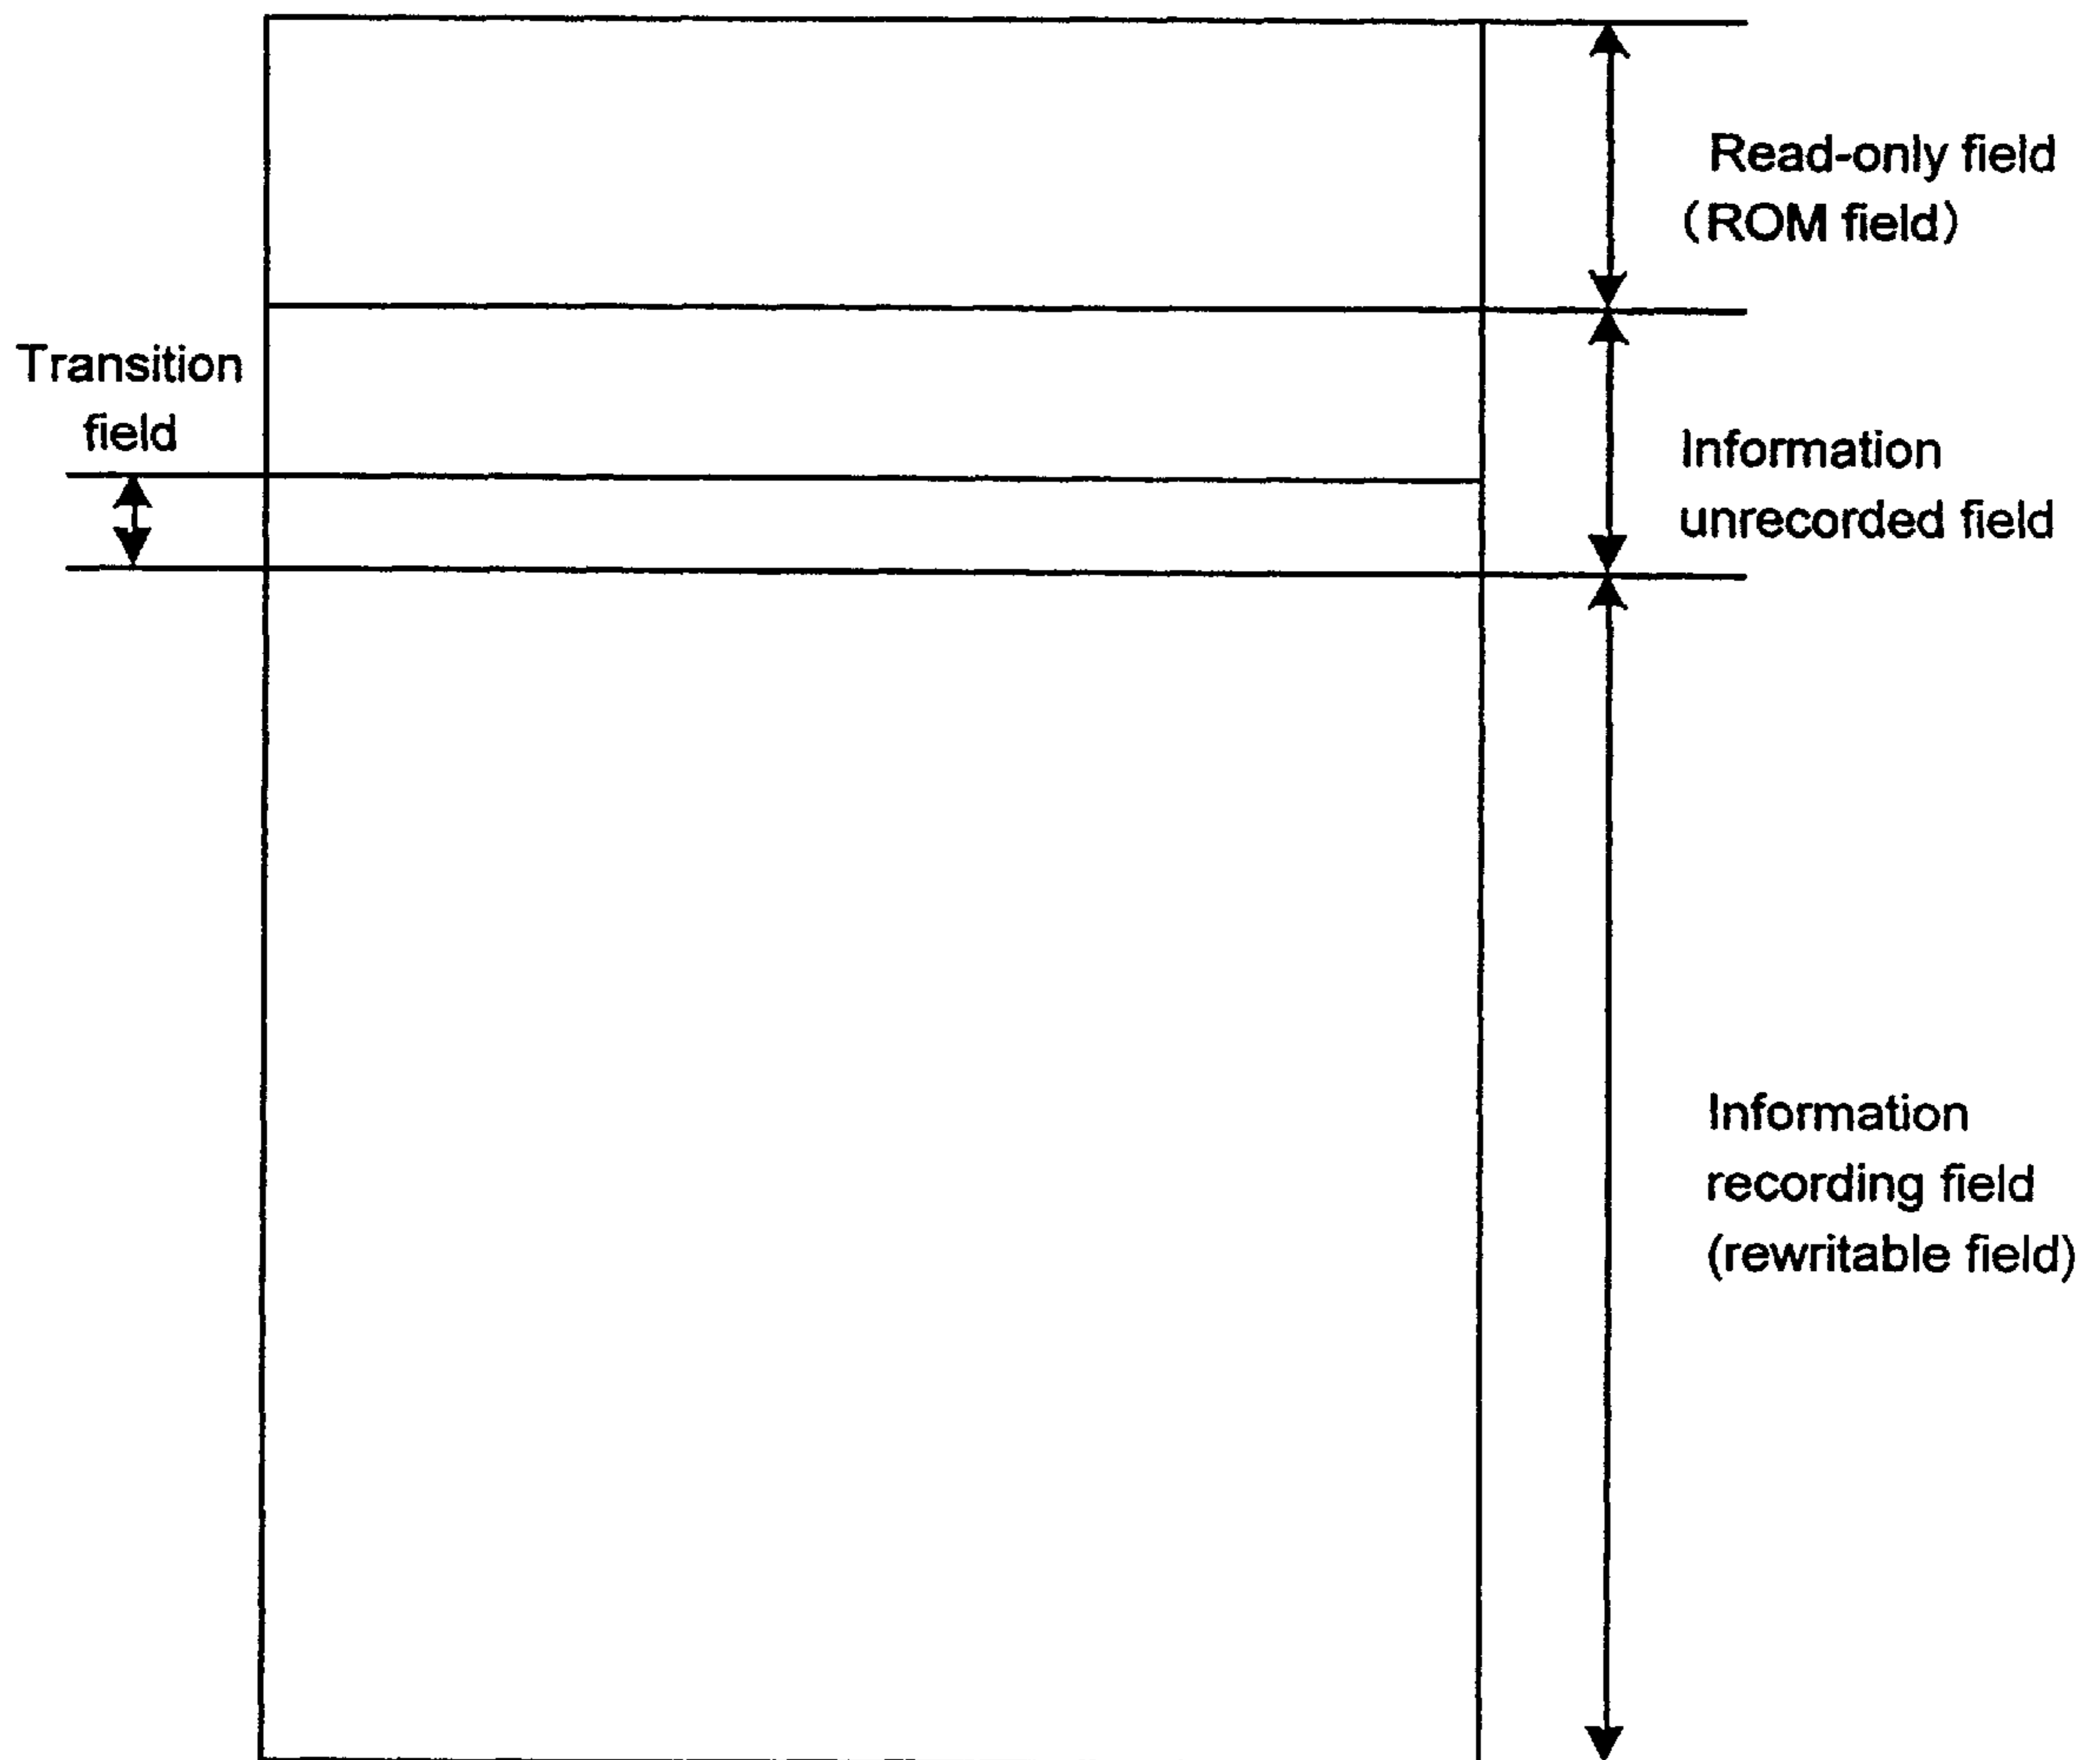 Read-only field
（ROM field）
Transition
field
Information
unrecorded field
Information
recording field
(rewritable field)